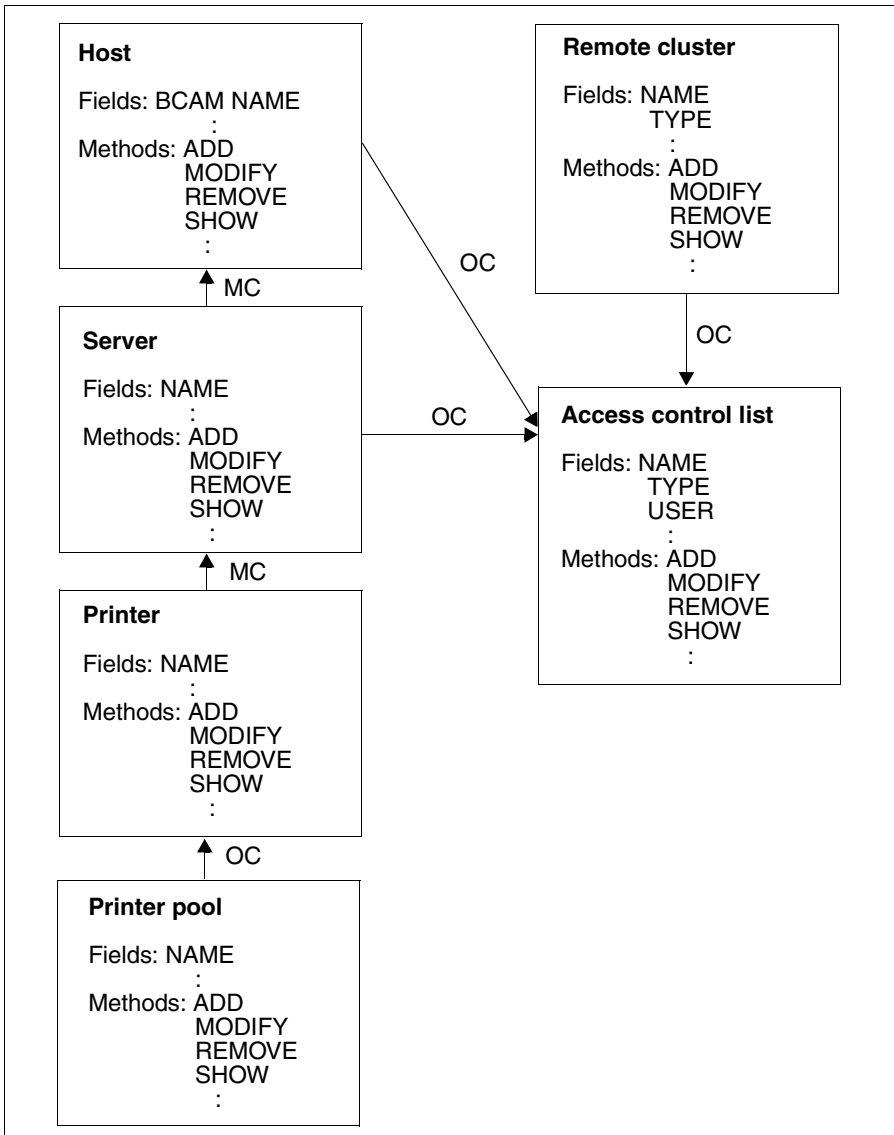 Host
Fields: BCAM NAME
:
Methods: ADD
MODIFY
REMOVE
SHOW
:
MC
Server
Fields: NAME
:
Methods: ADD
MODIFY
REMOVE
SHOW
:
MC
Printer
Fields: NAME
:
Methods: ADD
MODIFY
REMOVE
SHOW
:
OC
Printer pool
Fields: NAME
:
Methods: ADD
MODIFY
REMOVE
SHOW
:
OC
OC
Remote cluster
Fields: NAME
TYPE
:
Methods: ADD
MODIFY
REMOVE
SHOW
:
OC
Access control list
Fields: NAME
TYPE
USER
:
Methods: ADD
MODIFY
REMOVE
SHOW
: